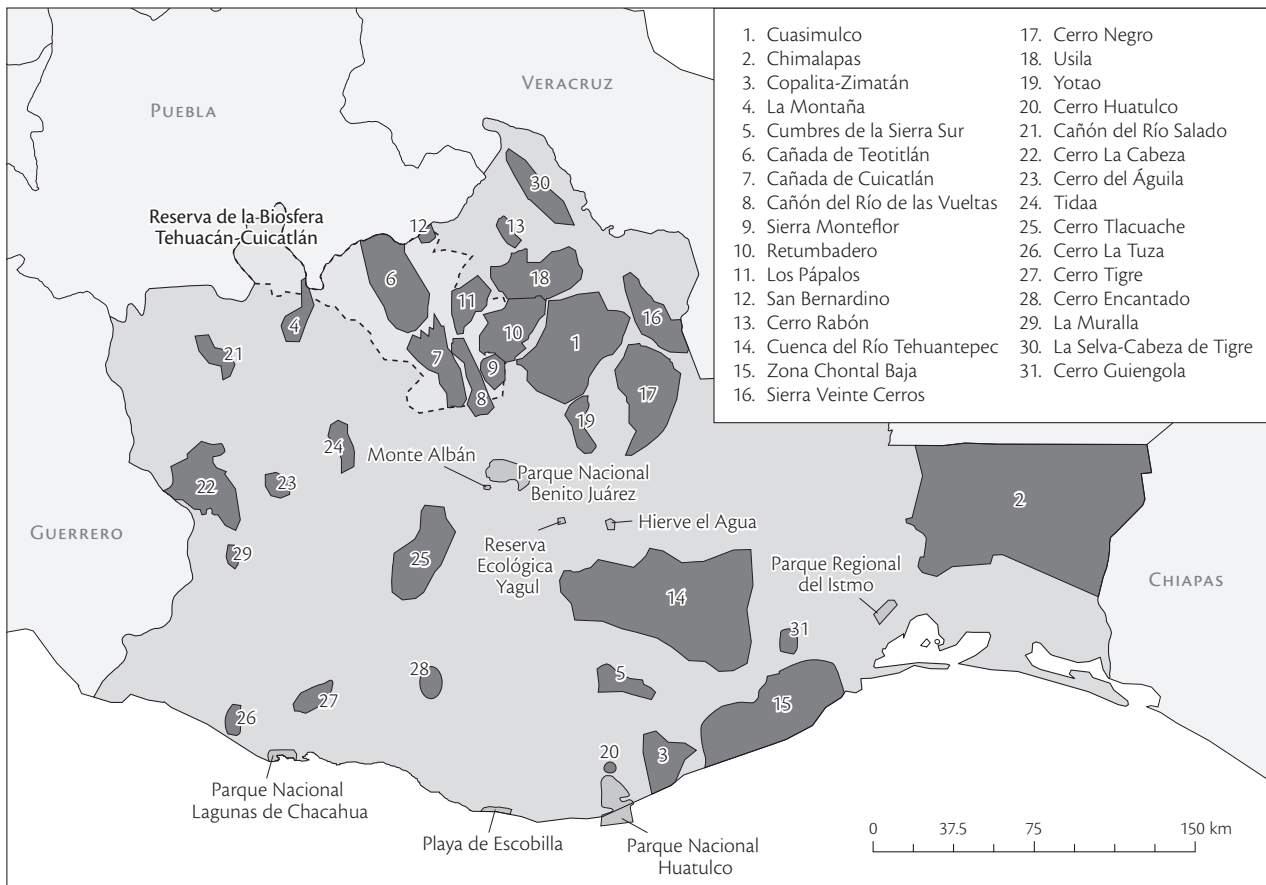 1. Cuasimulco
2. Chimalapas
3. Copalita-Zimatán
4. La Montaña
5. Cumbres de la Sierra Sur
6. Cañada de Teotitlán
7. Cañada de Cuicatlán
8. Cañón del Río de las Vueltas
9. Sierra Monteflor
10. Retumbadero
11. Los Pápalos
12. San Bernardino
13. Cerro Rabón
14. Cuenca del Río Tehuantepec
15. Zona Chontal Baja
16. Sierra Veinte Cerros
17. Cerro Negro
18. Usila
19. Yotao
20. Cerro Huatulco
21. Cañón del Río Salado
22. Cerro La Cabeza
23. Cerro del Águila
24. Tidaa
25. Cerro Tlacuache
26. Cerro La Tuza
27. Cerro Tigre
28. Cerro Encantado
29. La Muralla
30. La Selva-Cabeza de Tigre
31. Cerro Guiengola
VERACRUZ
PUEBLA
30
Reserva de la Biosfera
Tehuacán-Cuicatlán
12
13
6
18
11
4
16
10
1
21
7
9
17
8
19
24
Monte Albán
Parque Nacional
Benito Juárez
22
23
2
GUERRERO
Hierve el Agua
29
25
Reserva
Ecológica
Yagul
Parque Regional
del Istmo
CHIAPAS
14
31
28
5
27
15
26
20
3
Parque Nacional
Lagunas de Chacahua
Playa de Escobilla
Parque Nacional
Huatulco
0 37.5 75 150 km